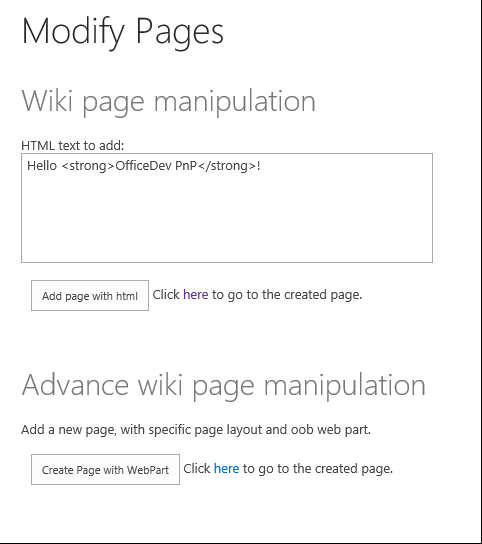 Modify Pages
Wiki page manipulation
HTML text to add:
Hello <strong>OfficeDev PnP</strong>!
Add page with html Click here to go to the created page.
Advance wiki page manipulation
Add a new page, with specific page layout and oob web part.
Create Page with WebPart Click here to go to the created page.